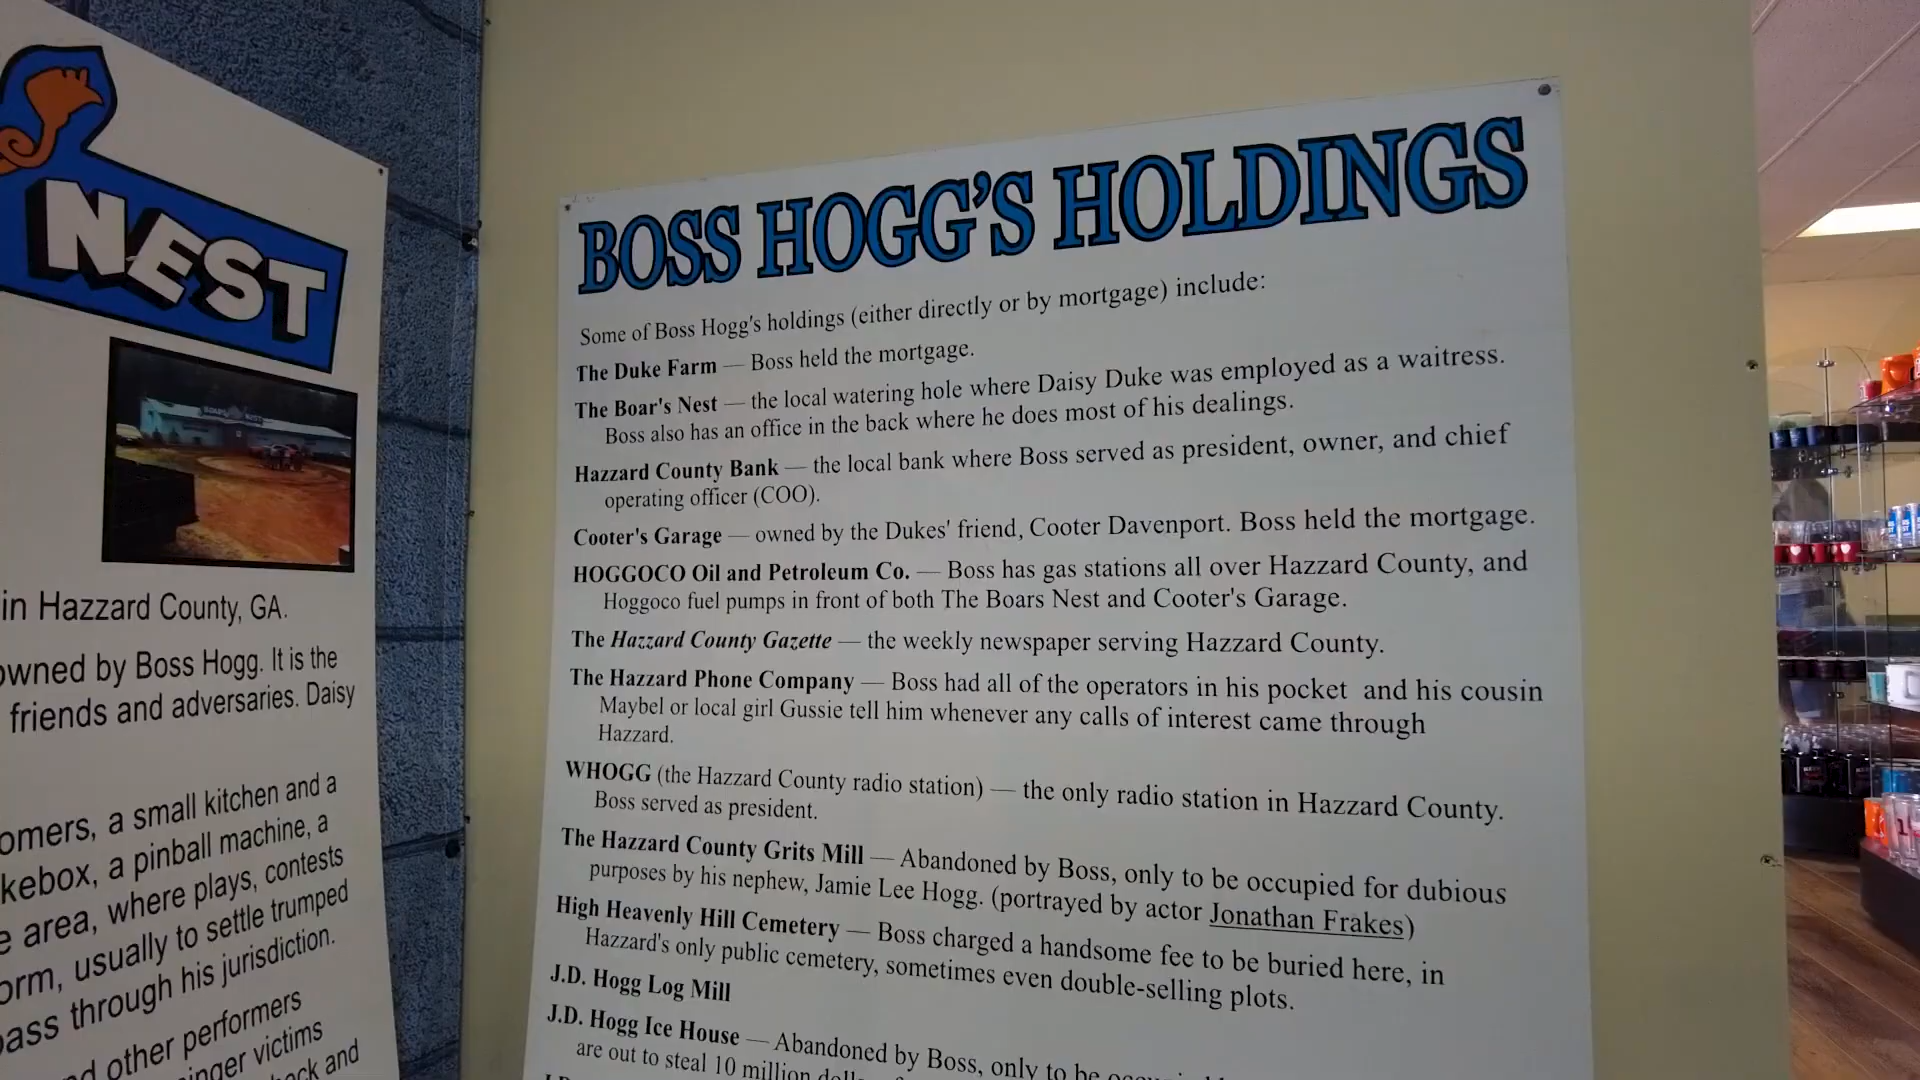 NEST
in Hazzard County, GA.
owned by Boss Hogg. It is the
friends and adversaries. Daisy
a small kitchen and a
a pinball machine, a
area, where plays, contests
usually to settle trumped
pass through his jurisdiction.
other performers
victims
and
BOSS HOGG'S HOLDINGS
Some of Boss Hogg's holdings (either directly or by mortgage) include:
The Duke Farm — Boss held the mortgage.
The Boar's Nest — the local watering hole where Daisy Duke was employed as a waitress.
Boss also has an office in the back where he does most of his dealings.
Hazzard County Bank — the local bank where Boss served as president, owner, and chief
operating officer (COO).
Cooter's Garage — owned by the Dukes' friend, Cooter Davenport. Boss held the mortgage.
HOGGOCO Oil and Petroleum Co. — Boss has gas stations all over Hazzard County, and
Hoggoco fuel pumps in front of both The Boars Nest and Cooter's Garage.
The Hazzard County Gazette — the weekly newspaper serving Hazzard County.
The Hazzard Phone Company — Boss had all of the operators in his pocket and his cousin
Maybel or local girl Gussie tell him whenever any calls of interest came through
Hazzard.
WHOGG (the Hazzard County radio station) — the only radio station in Hazzard County.
Boss served as president.
The Hazzard County Grits Mill — Abandoned by Boss, only to be occupied for dubious
purposes by his nephew, Jamie Lee Hogg. (portrayed by actor Jonathan Frakes)
High Heavenly Hill Cemetery — Boss charged a handsome fee to be buried here, in
Hazzard's only public cemetery, sometimes even double-selling plots.
J.D. Hogg Log Mill
J.D. Hogg Ice House — Abandoned by Boss, only to be
are out to steal 10 million